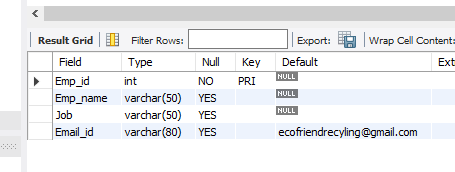 Result Grid Filter Rows: Export: Wrap Cell Content:
Field Type Null Key Default Ext
Emp_id int NO PRI NULL
Emp_name varchar(50) YES NULL
Job varchar(50) YES NULL
Email_id varchar(80) YES ecofriendrecyling@gmail.com